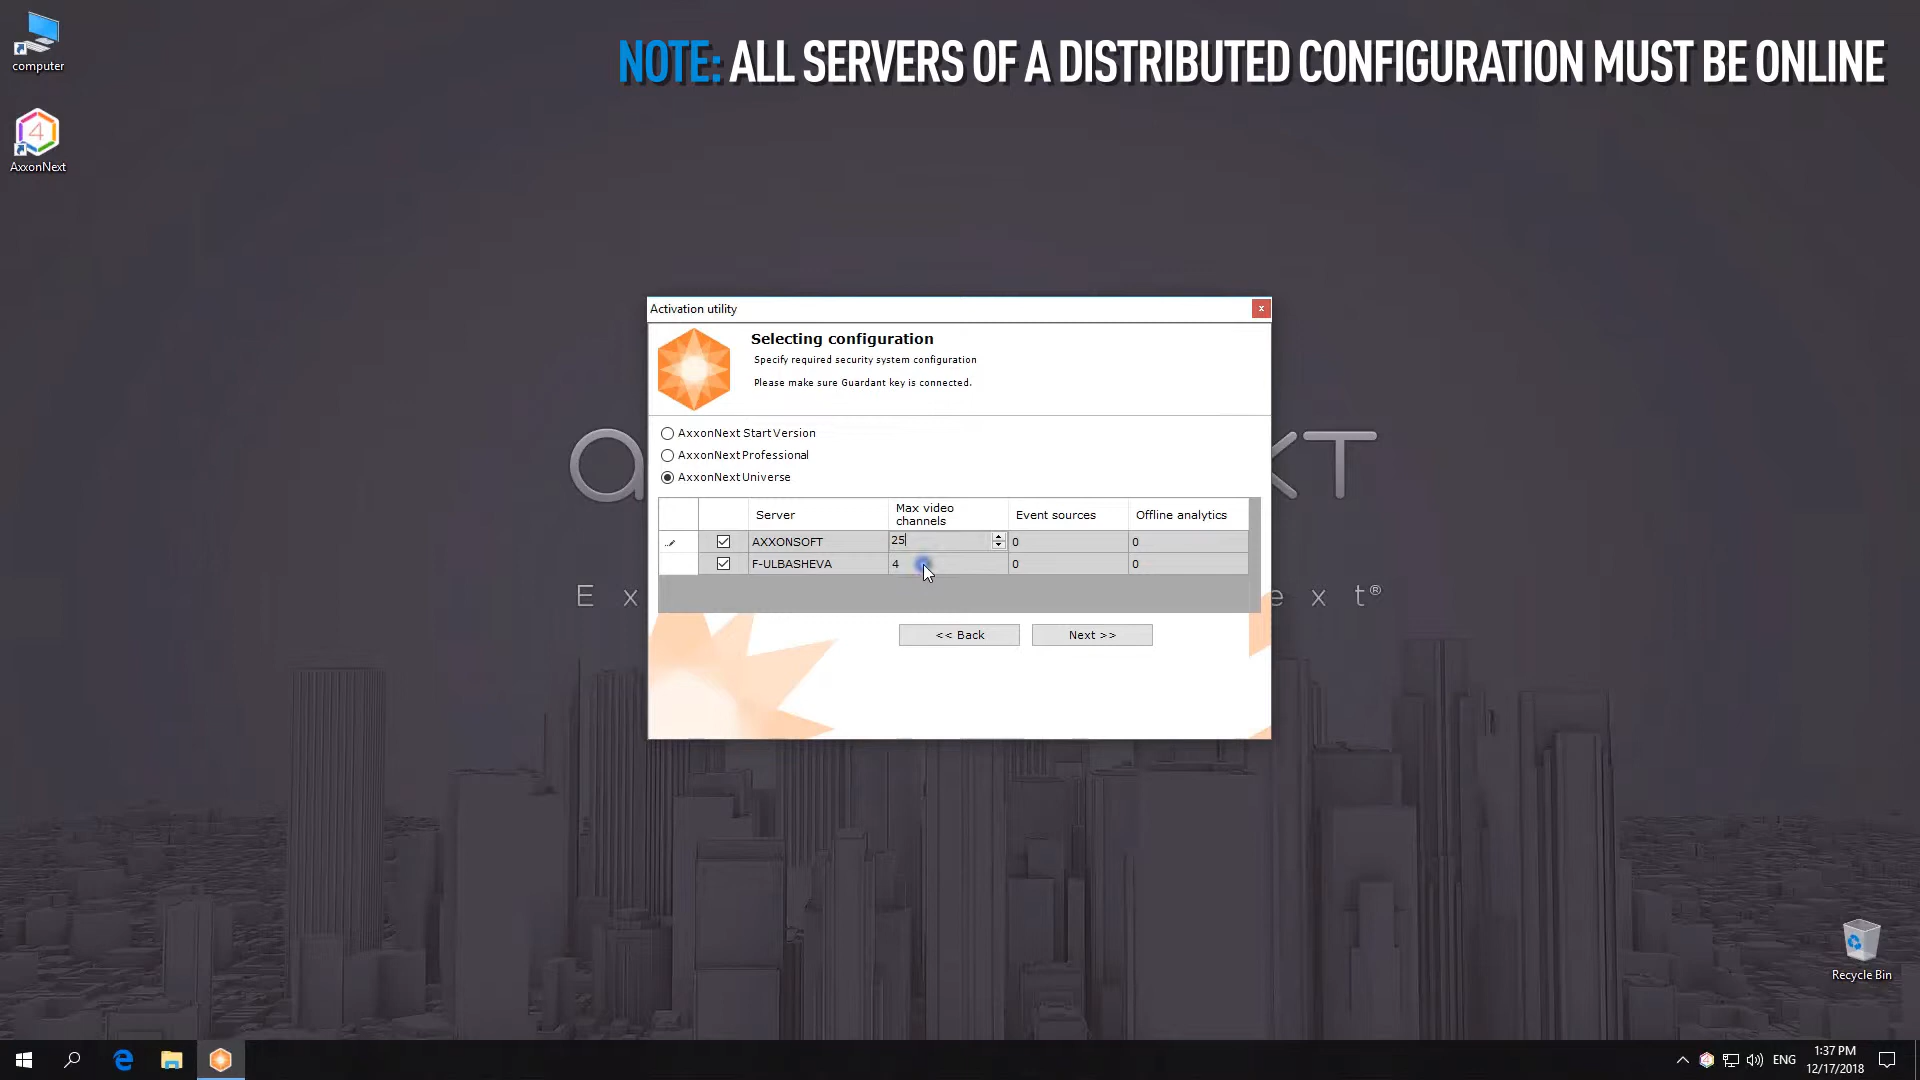 computer
NOTE: ALL SERVERS OF A DISTRIBUTED CONFIGURATION MUST BE ONLINE
4
AxxonNext
Activation utility
x
Selecting configuration
Specify required security system configuration
Please make sure Guardant key is connected.
AxxonNext Start Version
AxxonNext Professional
AxxonNext Universe
a XT
Server Max video channels Event sources Offline analytics
AXXONSOFT 25 0 0
F-ULBASHEVA 4 0 0
E x e x t®
<< Back Next >>
Recycle Bin
ENG
1:37 PM
12/17/2018